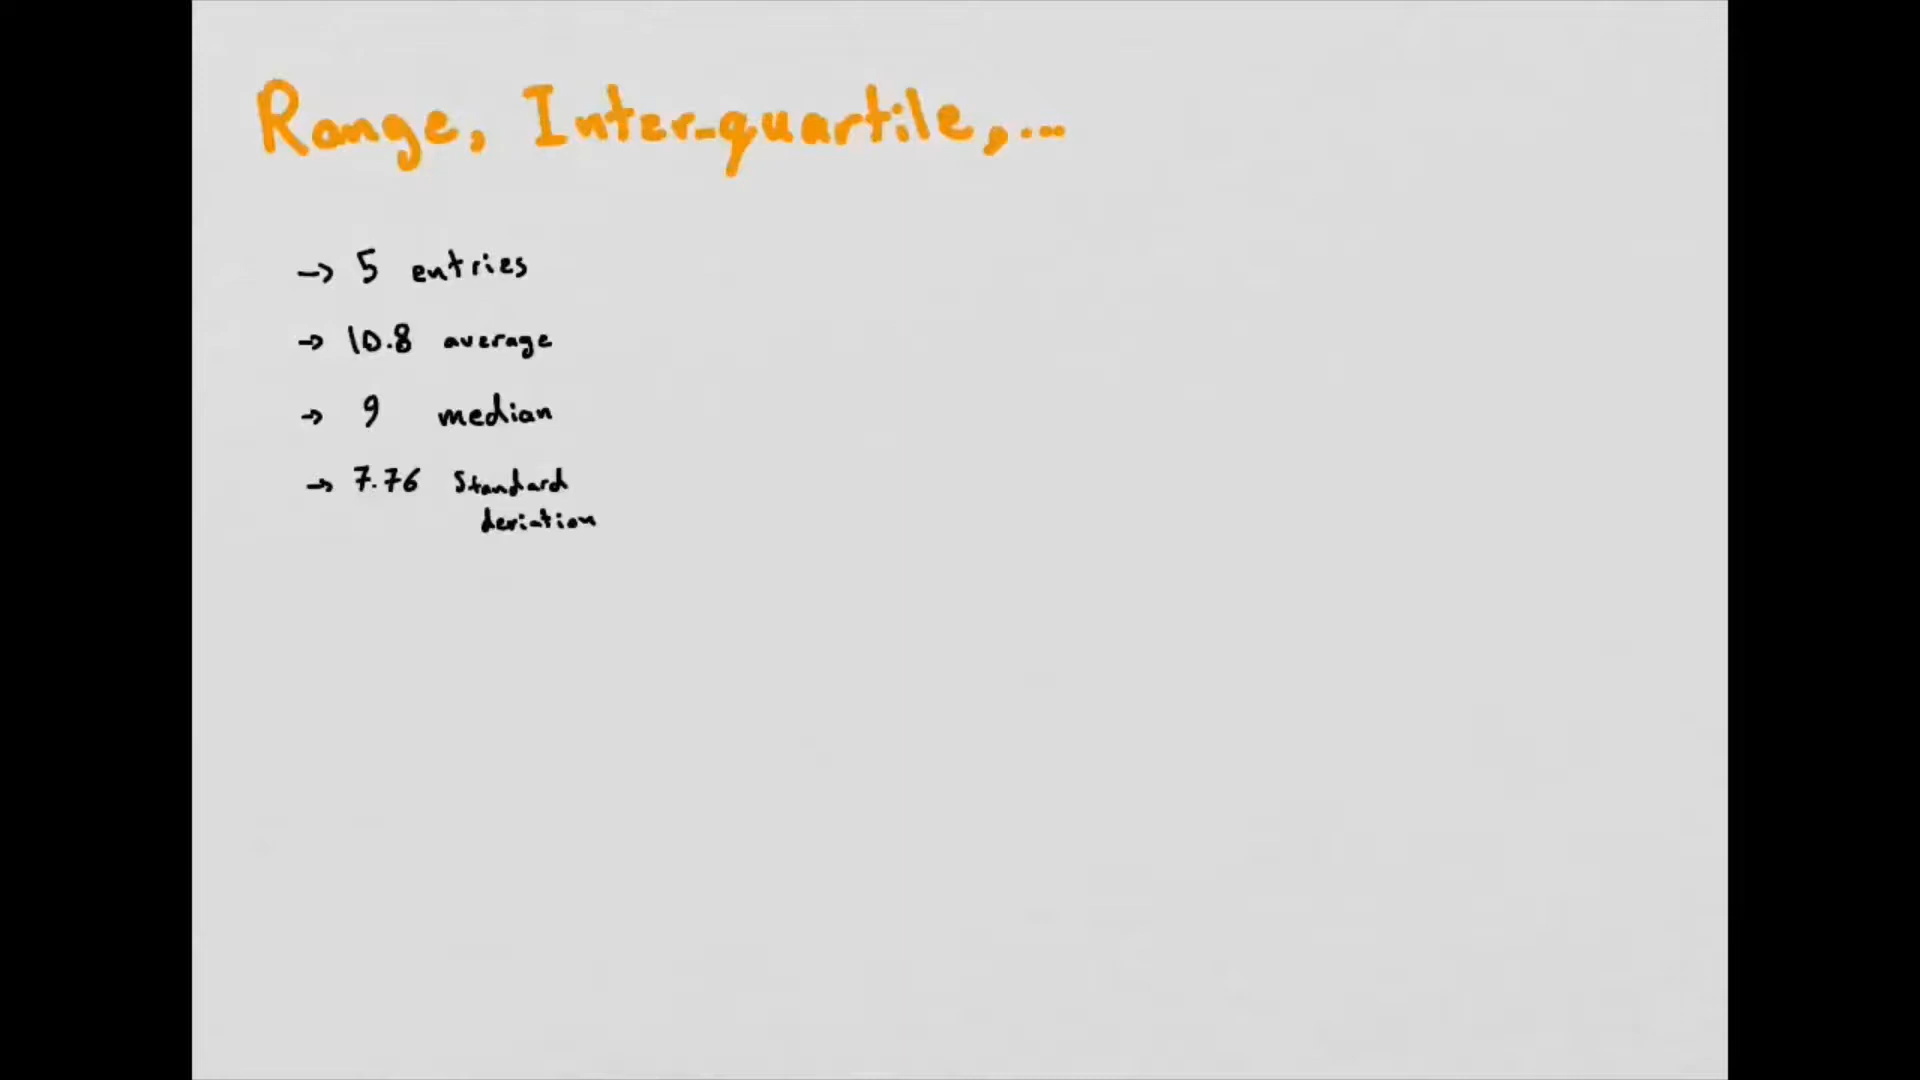 Range, Inter-quartile,...
→ 5 entries
→ 10.8 average
→ 9 median
→ 7.76 Standard
deviation